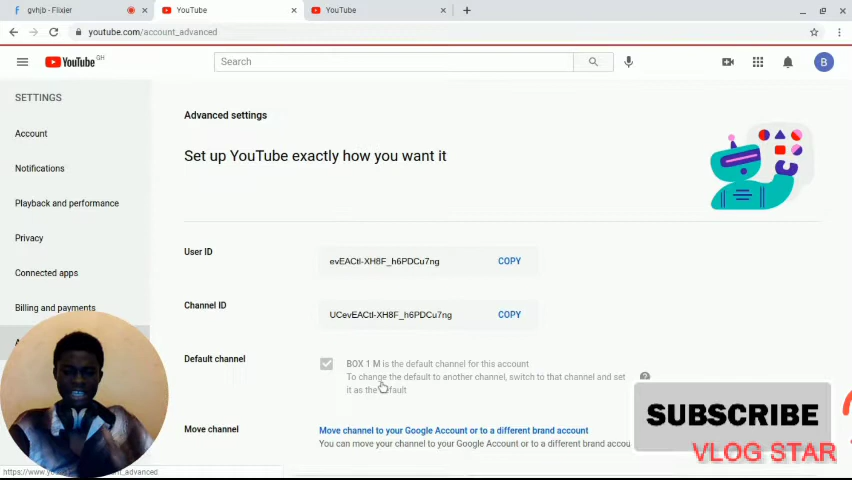 gvhjb - Flixier
YouTube
YouTube
youtube.com/account_advanced
YouTube GH
Search
B
SETTINGS
Account
Notifications
Playback and performance
Privacy
Connected apps
Billing and payments
Advanced settings
Set up YouTube exactly how you want it
User ID
evEACtI-XH8F_h6PDCu7ng
COPY
Channel ID
UCevEACtI-XH8F_h6PDCu7ng
COPY
Default channel
BOX 1 M is the default channel for this account
To change the default to another channel, switch to that channel and set
it as the default
Move channel
Move channel to your Google Account or to a different brand account
You can move your channel to your Google Account or to a different brand accou
SUBSCRIBE
VLOG STAR